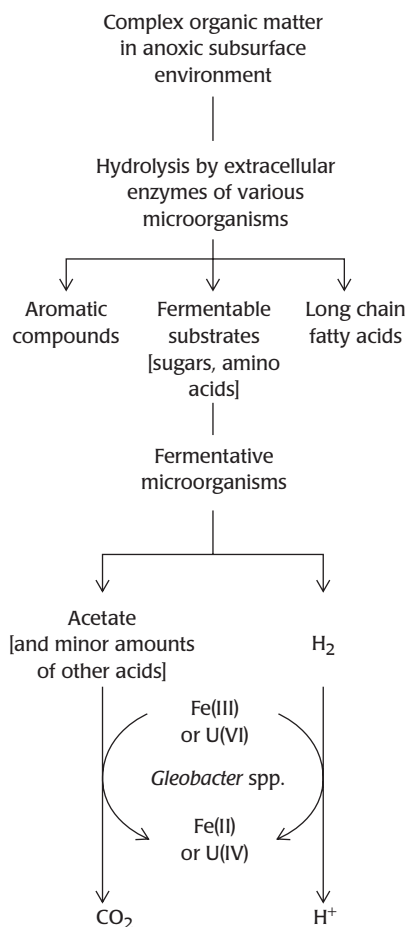 Complex organic matter
in anoxic subsurface
environment
Hydrolysis by extracellular
enzymes of various
microorganisms
Aromatic
compounds
Fermentable
substrates
[sugars, amino
acids]
Long chain
fatty acids
Fermentative
microorganisms
Acetate
[and minor amounts
of other acids]
H₂
Fe(III)
or U(VI)
Gleobacter spp.
Fe(II)
or U(IV)
CO₂
H⁺